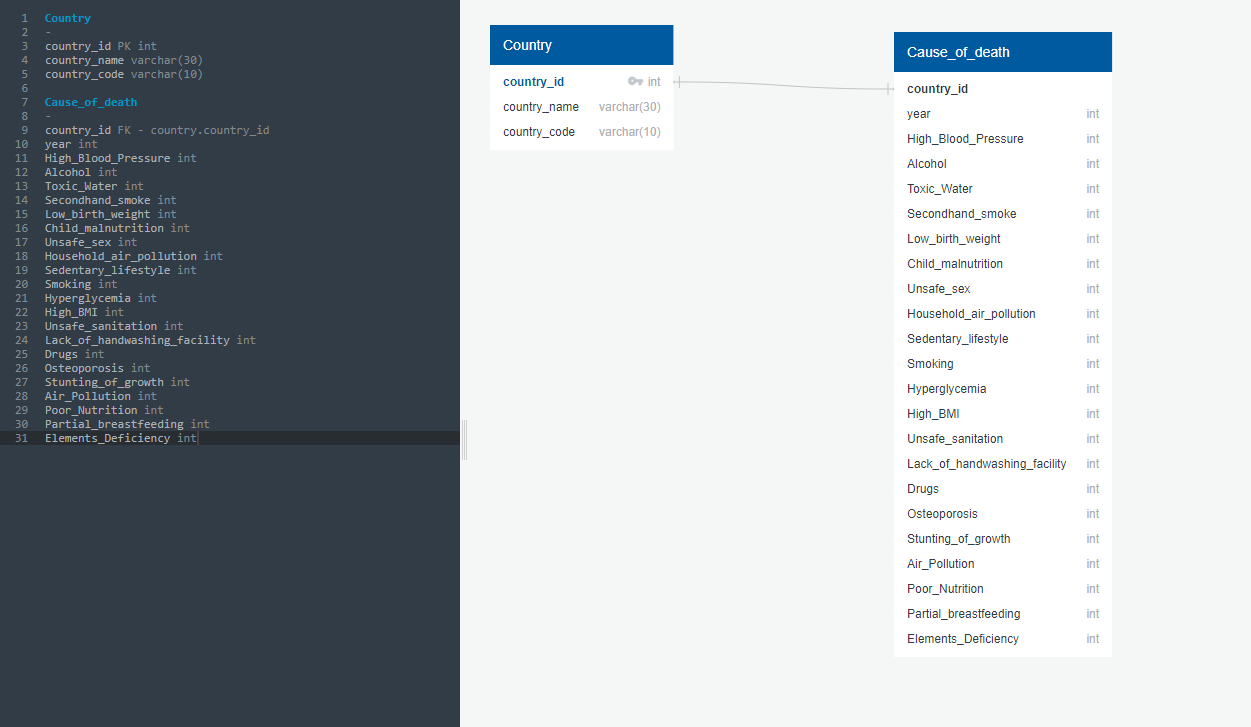 1 Country
2 -
3 country_id PK int
4 country_name varchar(30)
5 country_code varchar(10)
6
7 Cause_of_death
8 -
9 country_id FK - country.country_id
10 year int
11 High_Blood_Pressure int
12 Alcohol int
13 Toxic_Water int
14 Secondhand_smoke int
15 Low_birth_weight int
16 Child_malnutrition int
17 Unsafe_sex int
18 Household_air_pollution int
19 Sedentary_lifestyle int
20 Smoking int
21 Hyperglycemia int
22 High_BMI int
23 Unsafe_sanitation int
24 Lack_of_handwashing_facility int
25 Drugs int
26 Osteoporosis int
27 Stunting_of_growth int
28 Air_Pollution int
29 Poor_Nutrition int
30 Partial_breastfeeding int
31 Elements_Deficiency int
Country
country_id int
country_name varchar(30)
country_code varchar(10)
Cause_of_death
country_id
year int
High_Blood_Pressure int
Alcohol int
Toxic_Water int
Secondhand_smoke int
Low_birth_weight int
Child_malnutrition int
Unsafe_sex int
Household_air_pollution int
Sedentary_lifestyle int
Smoking int
Hyperglycemia int
High_BMI int
Unsafe_sanitation int
Lack_of_handwashing_facility int
Drugs int
Osteoporosis int
Stunting_of_growth int
Air_Pollution int
Poor_Nutrition int
Partial_breastfeeding int
Elements_Deficiency int